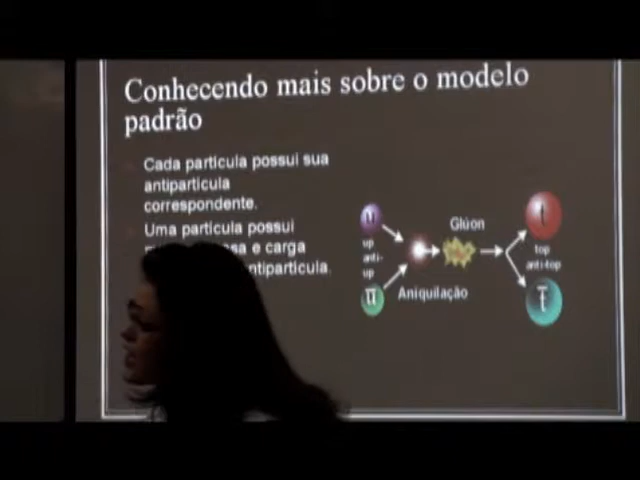 Conhecendo mais sobre o modelo
padrão
Cada partícula possui sua
antipartícula
correspondente.
Uma partícula possui
e carga
antipartícula.
u
up
anti-
up
u̅
Aniquilação
Glúon
t
top
anti-top
t̅